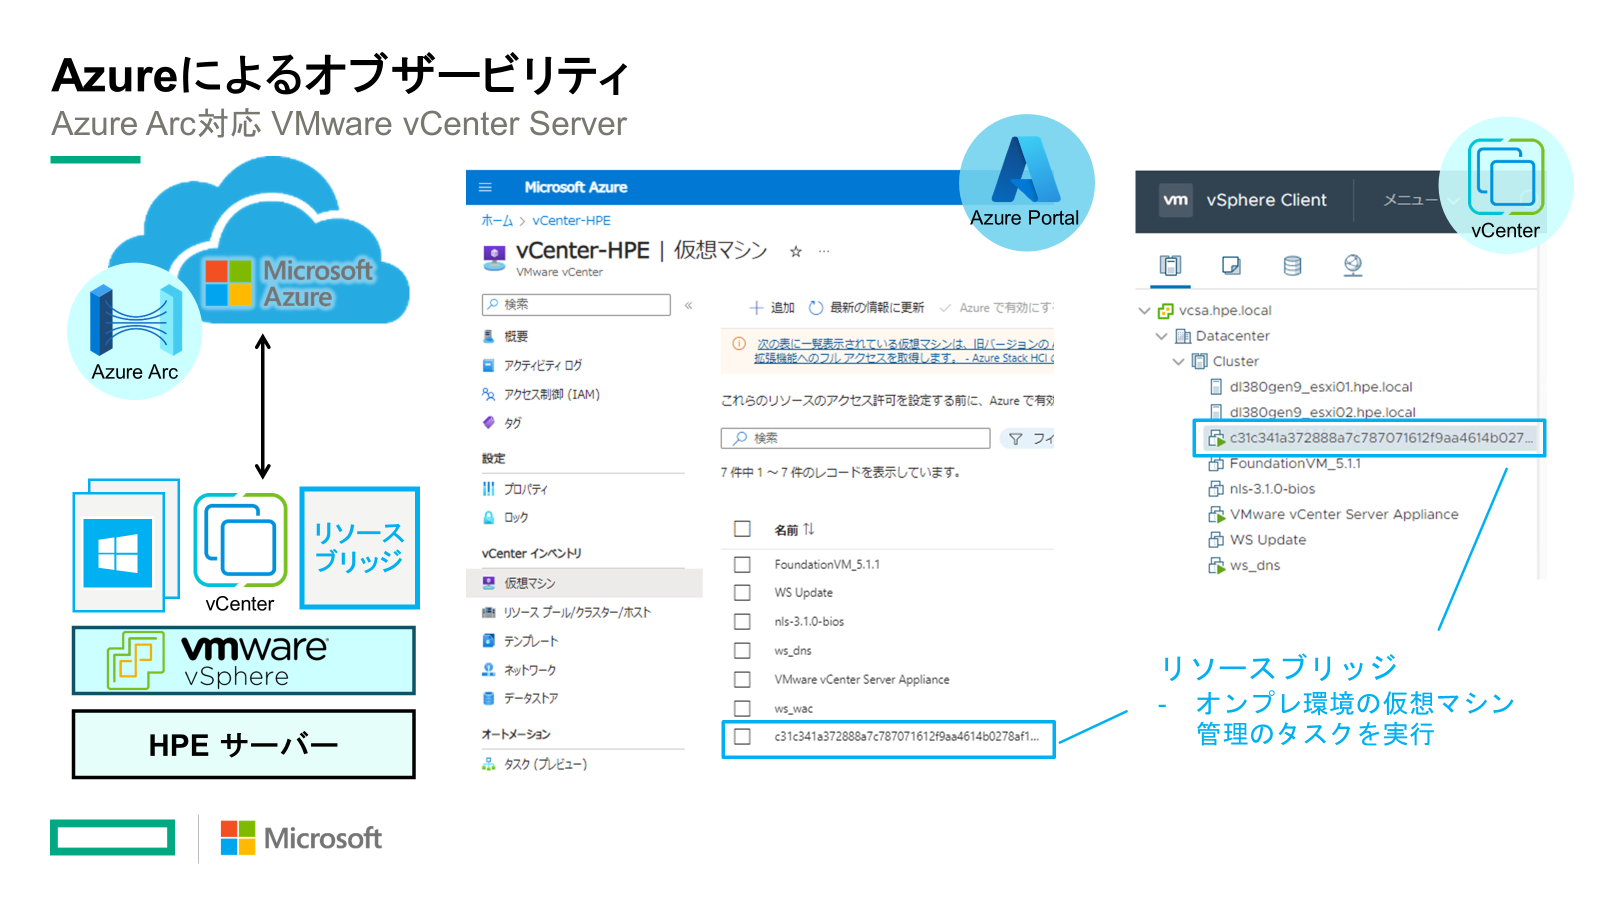 Azureによるオブザービリティ
Azure Arc対応 VMware vCenter Server
Microsoft
Azure
Azure Arc
リソース
ブリッジ
vCenter
vmware
vSphere
HPE サーバー
Microsoft
Microsoft Azure
Azure Portal
ホーム > vCenter-HPE
vCenter-HPE | 仮想マシン ☆ …
VMware vCenter
検索
«
概要
アクティビティ ログ
アクセス制御 (IAM)
タグ
設定
プロパティ
ロック
vCenter インベントリ
仮想マシン
リソース プール/クラスター/ホスト
テンプレート
ネットワーク
データストア
オートメーション
タスク (プレビュー)
追加 最新の情報に更新 Azure で有効にす
次の表に一覧表示されている仮想マシンは、旧バージョンの
拡張機能へのフル アクセスを取得します。 - Azure Stack HCI
これらのリソースのアクセス許可を設定する前に、Azure で有効
検索
フィ
7 件中 1 ～ 7 件のレコードを表示しています。
名前 ↑↓
FoundationVM_5.1.1
WS Update
nls-3.1.0-bios
ws_dns
VMware vCenter Server Appliance
ws_wac
c31c341a372888a7c787071612f9aa4614b0278af1...
vm vSphere Client メニュー
vCenter
vcsa.hpe.local
Datacenter
Cluster
dl380gen9_esxi01.hpe.local
dl380gen9_esxi02.hpe.local
c31c341a372888a7c787071612f9aa4614b027...
FoundationVM_5.1.1
nls-3.1.0-bios
VMware vCenter Server Appliance
WS Update
ws_dns
リソースブリッジ
- オンプレ環境の仮想マシン
管理のタスクを実行